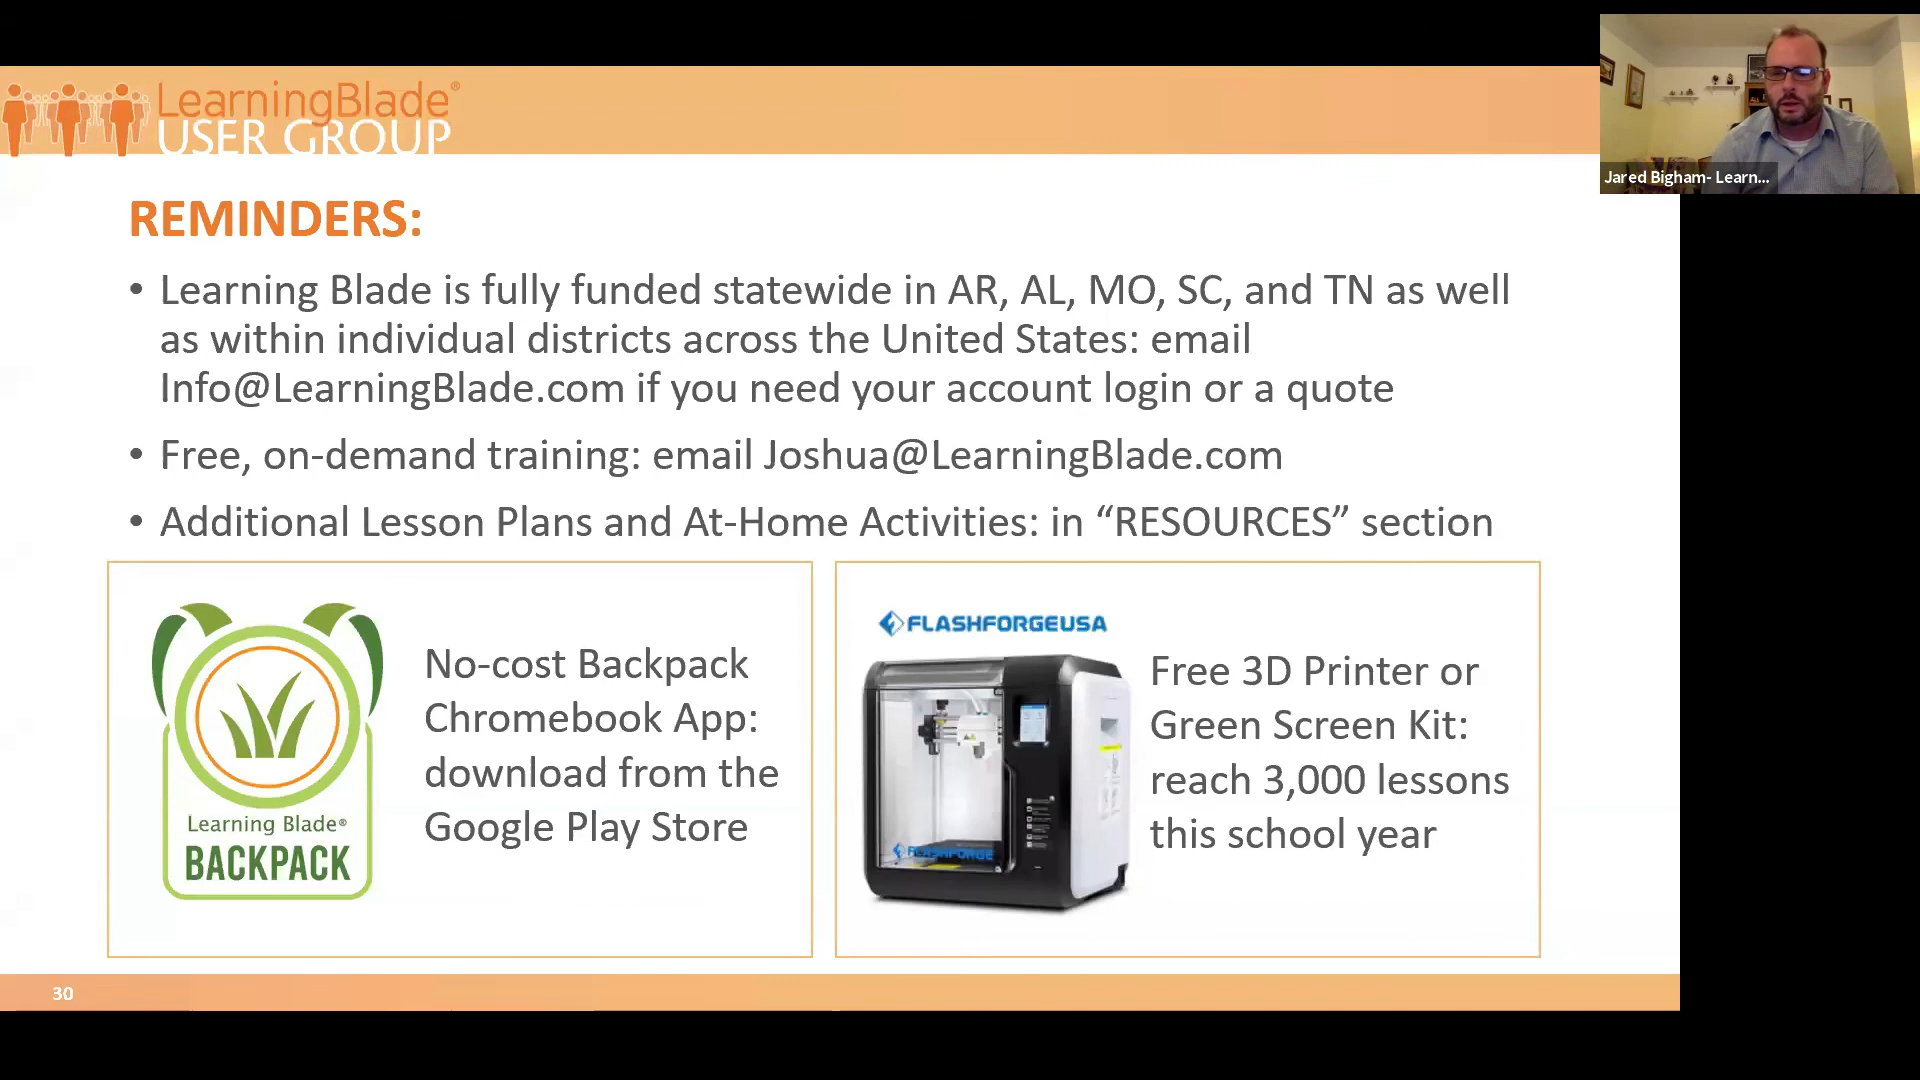 LearningBlade®
USER GROUP
Jared Bigham- Learn...
REMINDERS:
• Learning Blade is fully funded statewide in AR, AL, MO, SC, and TN as well
as within individual districts across the United States: email
Info@LearningBlade.com if you need your account login or a quote
• Free, on-demand training: email Joshua@LearningBlade.com
• Additional Lesson Plans and At-Home Activities: in “RESOURCES” section
Learning Blade®
BACKPACK
No-cost Backpack
Chromebook App:
download from the
Google Play Store
FLASHFORGEUSA
FLASHFORGE
Free 3D Printer or
Green Screen Kit:
reach 3,000 lessons
this school year
30